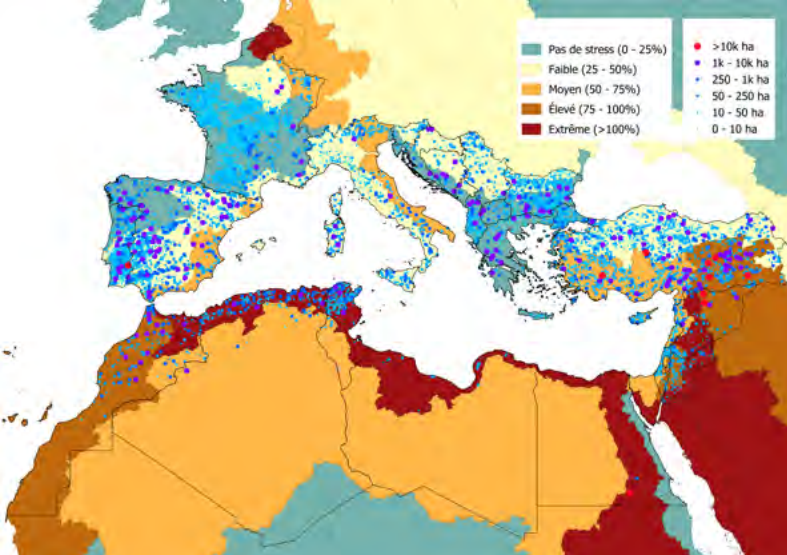 Pas de stress (0 - 25%)
Faible (25 - 50%)
Moyen (50 - 75%)
Élevé (75 - 100%)
Extrême (>100%)
>10k ha
1k - 10k ha
250 - 1k ha
50 - 250 ha
10 - 50 ha
0 - 10 ha